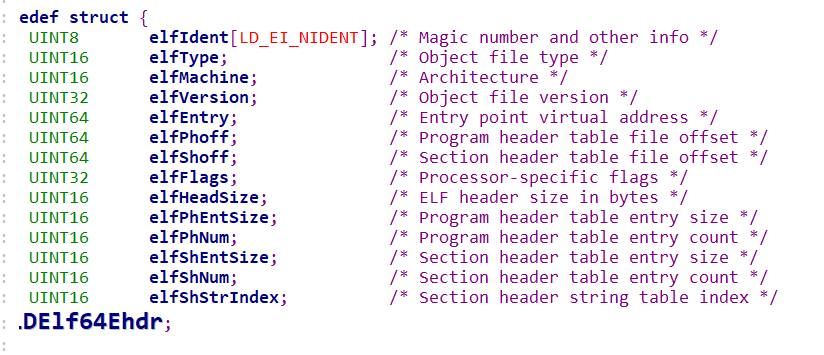 edef struct {
UINT8 elfIdent[LD_EI_NIDENT]; /* Magic number and other info */
UINT16 elfType; /* Object file type */
UINT16 elfMachine; /* Architecture */
UINT32 elfVersion; /* Object file version */
UINT64 elfEntry; /* Entry point virtual address */
UINT64 elfPhoff; /* Program header table file offset */
UINT64 elfShoff; /* Section header table file offset */
UINT32 elfFlags; /* Processor-specific flags */
UINT16 elfHeadSize; /* ELF header size in bytes */
UINT16 elfPhEntSize; /* Program header table entry size */
UINT16 elfPhNum; /* Program header table entry count */
UINT16 elfShEntSize; /* Section header table entry size */
UINT16 elfShNum; /* Section header table entry count */
UINT16 elfShStrIndex; /* Section header string table index */
DElf64Ehdr;